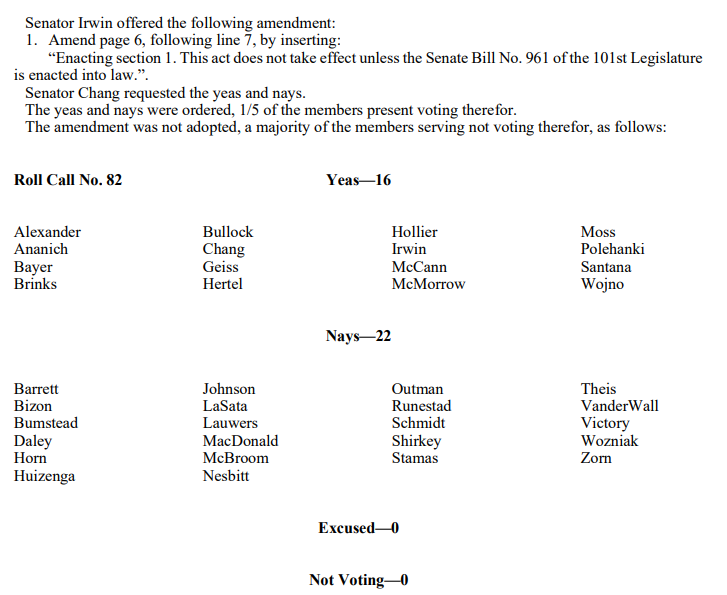 Senator Irwin offered the following amendment:
1. Amend page 6, following line 7, by inserting:
“Enacting section 1. This act does not take effect unless the Senate Bill No. 961 of the 101st Legislature
is enacted into law.”.
Senator Chang requested the yeas and nays.
The yeas and nays were ordered, 1/5 of the members present voting therefor.
The amendment was not adopted, a majority of the members serving not voting therefor, as follows:
Roll Call No. 82 Yeas—16
Alexander Bullock Hollier Moss
Ananich Chang Irwin Polehanki
Bayer Geiss McCann Santana
Brinks Hertel McMorrow Wojno
Nays—22
Barrett Johnson Outman Theis
Bizon LaSata Runestad VanderWall
Bumstead Lauwers Schmidt Victory
Daley MacDonald Shirkey Wozniak
Horn McBroom Stamas Zorn
Huizenga Nesbitt
Excused—0
Not Voting—0